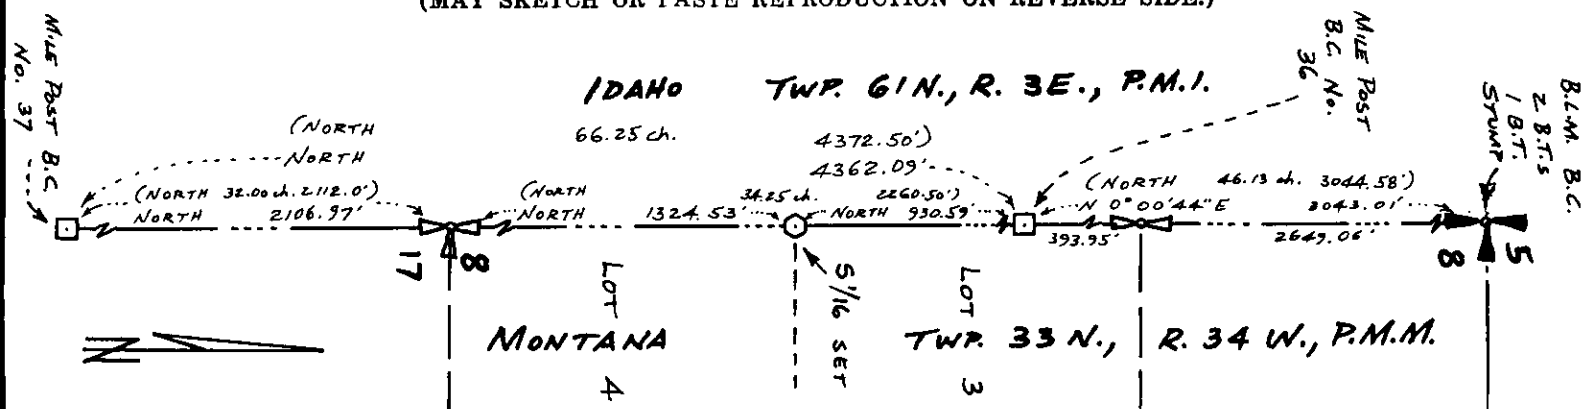 (MAY SKETCH OR PASTE REPRODUCTION ON REVERSE SIDE.)
MILE POST B.C.
No. 37
IDAHO TWP. 61N., R. 3E., P.M.I.
MILE POST
B.C. No.
36
B.L.M. B.C.
2 B.T.s
1 B.T.
STUMP
(NORTH 66.25 ch. 4372.50')
NORTH 4362.09'
(NORTH 32.00 ch. 2112.0')
NORTH 2106.97'
(NORTH 34.25 ch. 2260.50')
NORTH 1324.53' NORTH 930.59'
(NORTH 46.13 ch. 3044.58')
N 0°00'44"E 3043.01'
393.95' 2649.06'
17 8
8 5
LOT 4
S 1/16 SET
LOT 3
MONTANA TWP. 33 N., R. 34 W., P.M.M.
N